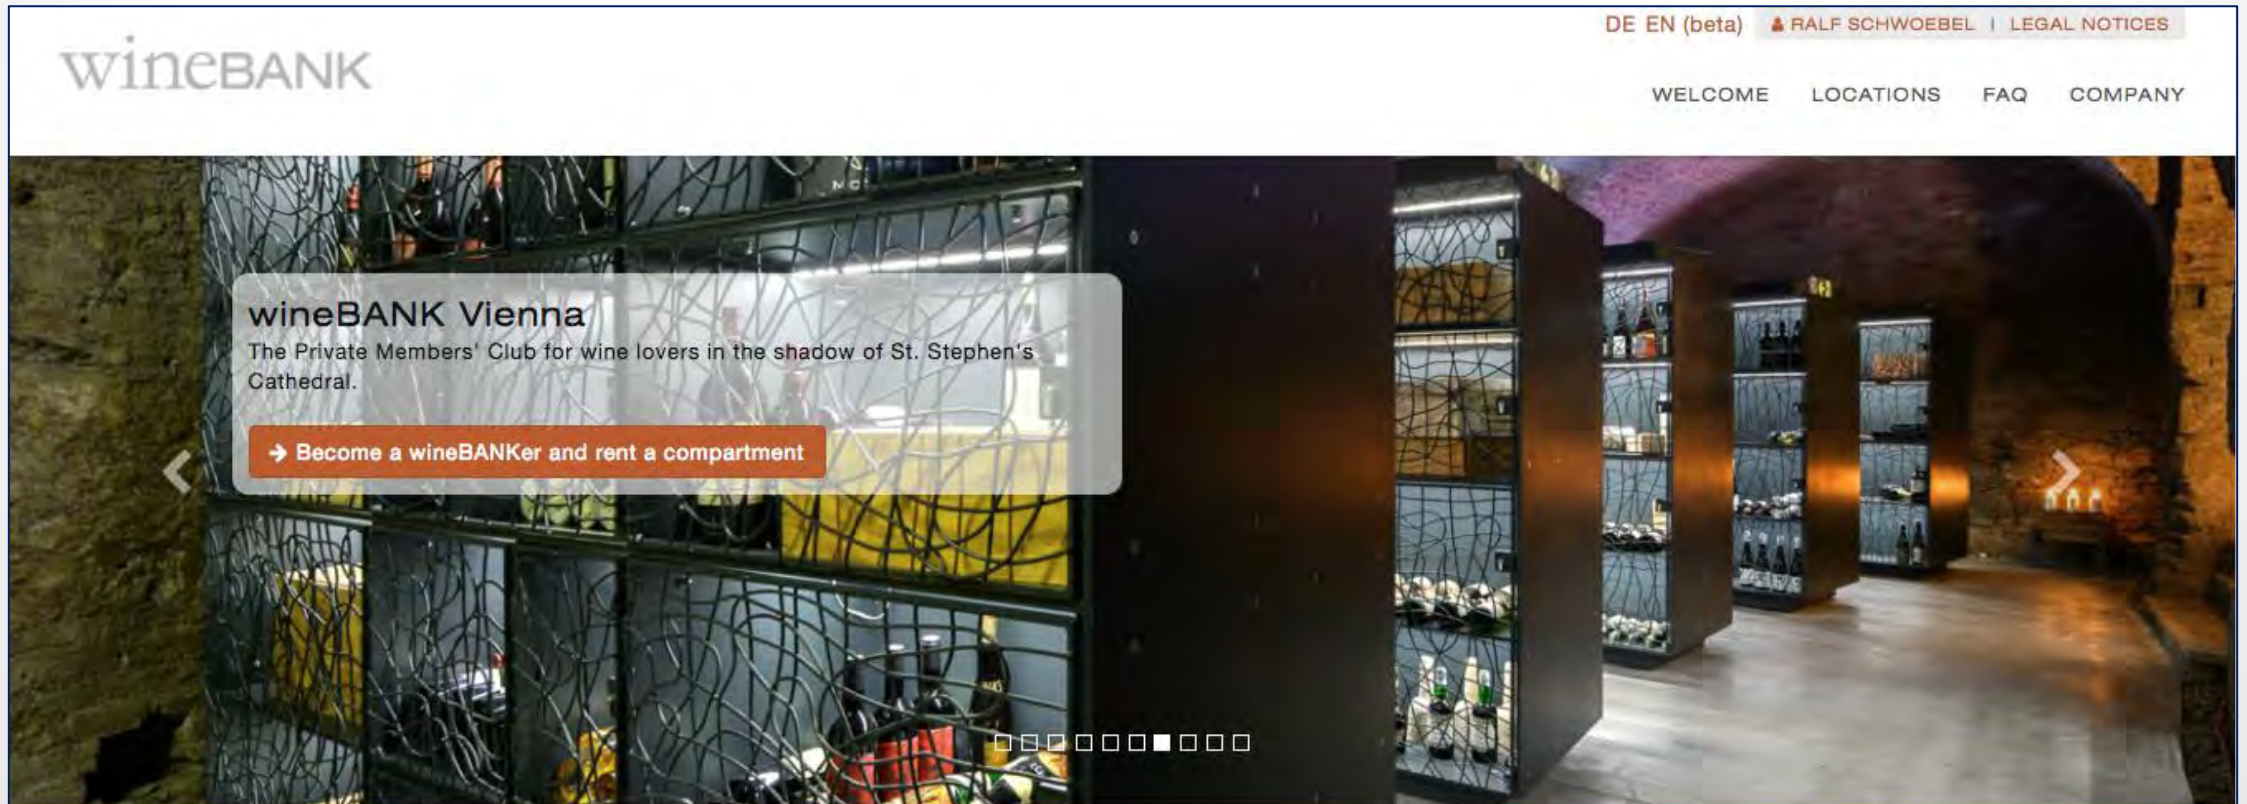 wineBANK
DE EN (beta) RALF SCHWOEBEL | LEGAL NOTICES
WELCOME LOCATIONS FAQ COMPANY
wineBANK Vienna
The Private Members' Club for wine lovers in the shadow of St. Stephen's
Cathedral.
→ Become a wineBANKer and rent a compartment